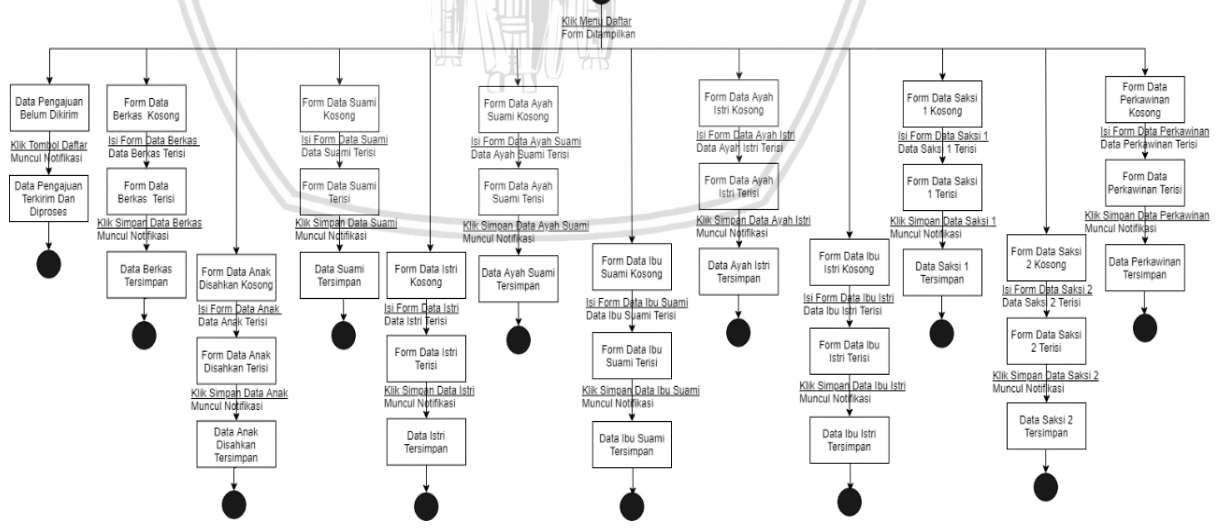 Klik Menu Daftar
Form Ditampilkan
Data Pengajuan
Belum Dikirim
Klik Tombol Daftar
Muncul Notifikasi
Data Pengajuan
Terkirim Dan
Diproses
Form Data
Berkas Kosong
Isi Form Data Berkas
Data Berkas Terisi
Form Data
Berkas Terisi
Klik Simpan Data Berkas
Muncul Notifikasi
Data Berkas
Tersimpan
Form Data Anak
Disahkan Kosong
Isi Form Data Anak
Data Anak Terisi
Form Data Anak
Disahkan Terisi
Klik Simpan Data Anak
Muncul Notifikasi
Data Anak
Disahkan
Tersimpan
Form Data Suami
Kosong
Isi Form Data Suami
Data Suami Terisi
Form Data Suami
Terisi
Klik Simpan Data Suami
Muncul Notifikasi
Data Suami
Tersimpan
Form Data Istri
Kosong
Isi Form Data Istri
Data Istri Terisi
Form Data Istri
Terisi
Klik Simpan Data Istri
Muncul Notifikasi
Data Istri
Tersimpan
Form Data Ayah
Suami Kosong
Isi Form Data Ayah Suami
Data Ayah Suami Terisi
Form Data Ayah
Suami Terisi
Klik Simpan Data Ayah Suami
Muncul Notifikasi
Data Ayah Suami
Tersimpan
Form Data Ibu
Suami Kosong
Isi Form Data Ibu Suami
Data Ibu Suami Terisi
Form Data Ibu
Suami Terisi
Klik Simpan Data Ibu Suami
Muncul Notifikasi
Data Ibu Suami
Tersimpan
Form Data Ayah
Istri Kosong
Isi Form Data Ayah Istri
Data Ayah Istri Terisi
Form Data Ayah
Istri Terisi
Klik Simpan Data Ayah Istri
Muncul Notifikasi
Data Ayah Istri
Tersimpan
Form Data Ibu
Istri Kosong
Isi Form Data Ibu Istri
Data Ibu Istri Terisi
Form Data Ibu
Istri Terisi
Klik Simpan Data Ibu Istri
Muncul Notifikasi
Data Ibu Istri
Tersimpan
Form Data Saksi
1 Kosong
Isi Form Data Saksi 1
Data Saksi 1 Terisi
Form Data Saksi
1 Terisi
Klik Simpan Data Saksi 1
Muncul Notifikasi
Data Saksi 1
Tersimpan
Form Data Saksi
2 Kosong
Isi Form Data Saksi 2
Data Saksi 2 Terisi
Form Data Saksi
2 Terisi
Klik Simpan Data Saksi 2
Muncul Notifikasi
Data Saksi 2
Tersimpan
Form Data
Perkawinan
Kosong
Isi Form Data Perkawinan
Data Perkawinan Terisi
Form Data
Perkawinan Terisi
Klik Simpan Data Perkawinan
Muncul Notifikasi
Data Perkawinan
Tersimpan